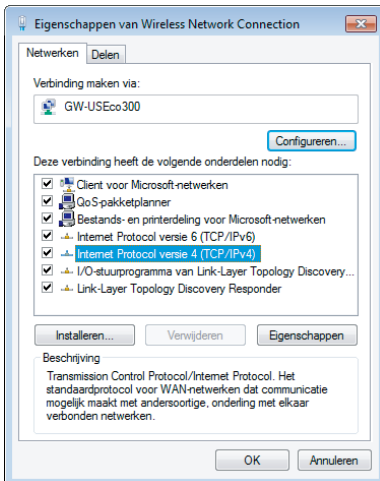 Eigenschappen van Wireless Network Connection
Netwerken Delen
Verbinding maken via:
GW-USEco300
Configureren...
Deze verbinding heeft de volgende onderdelen nodig:
Client voor Microsoft-netwerken
QoS-pakketplanner
Bestands- en printerdeling voor Microsoft-netwerken
Internet Protocol versie 6 (TCP/IPv6)
Internet Protocol versie 4 (TCP/IPv4)
I/O-stuurprogramma van Link-Layer Topology Discovery...
Link-Layer Topology Discovery Responder
Installeren... Verwijderen Eigenschappen
Beschrijving
Transmission Control Protocol/Internet Protocol. Het
standaardprotocol voor WAN-netwerken dat communicatie
mogelijk maakt met andersoortige, onderling met elkaar
verbonden netwerken.
OK Annuleren